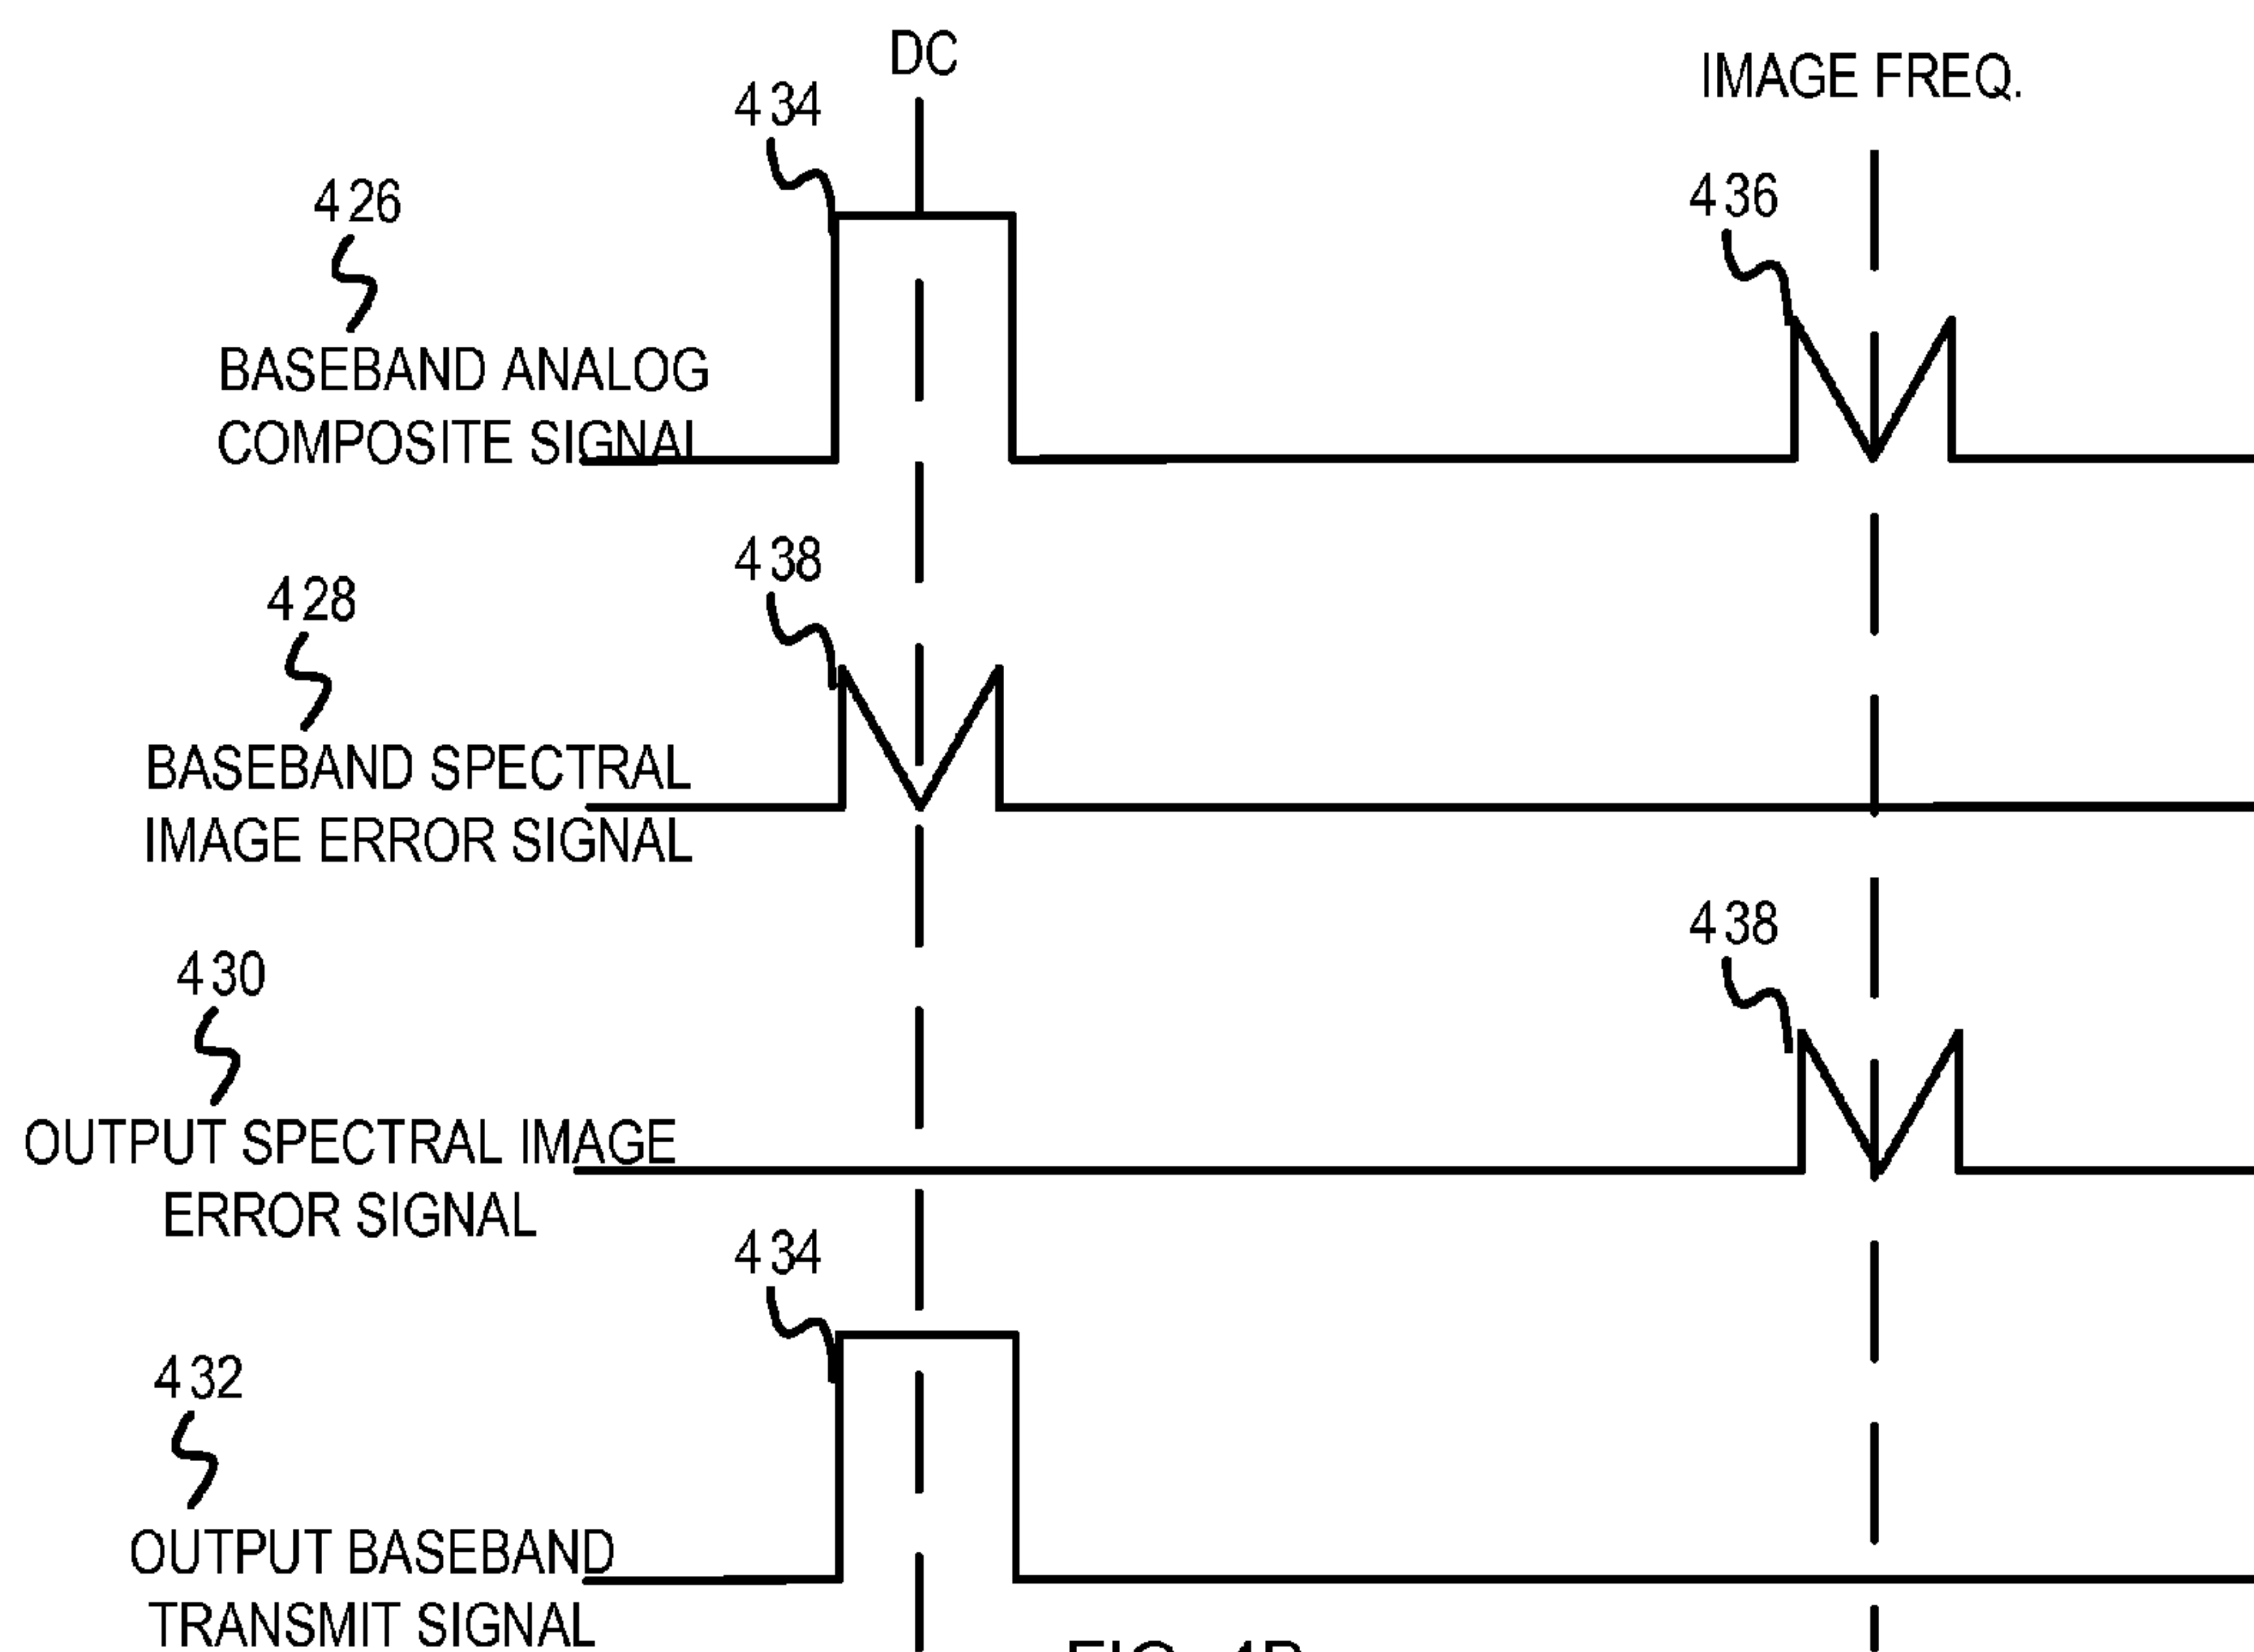 DC
IMAGE FREQ.
434
436
426
BASEBAND ANALOG
COMPOSITE SIGNAL
438
428
BASEBAND SPECTRAL
IMAGE ERROR SIGNAL
438
430
OUTPUT SPECTRAL IMAGE
ERROR SIGNAL
434
432
OUTPUT BASEBAND
TRANSMIT SIGNAL